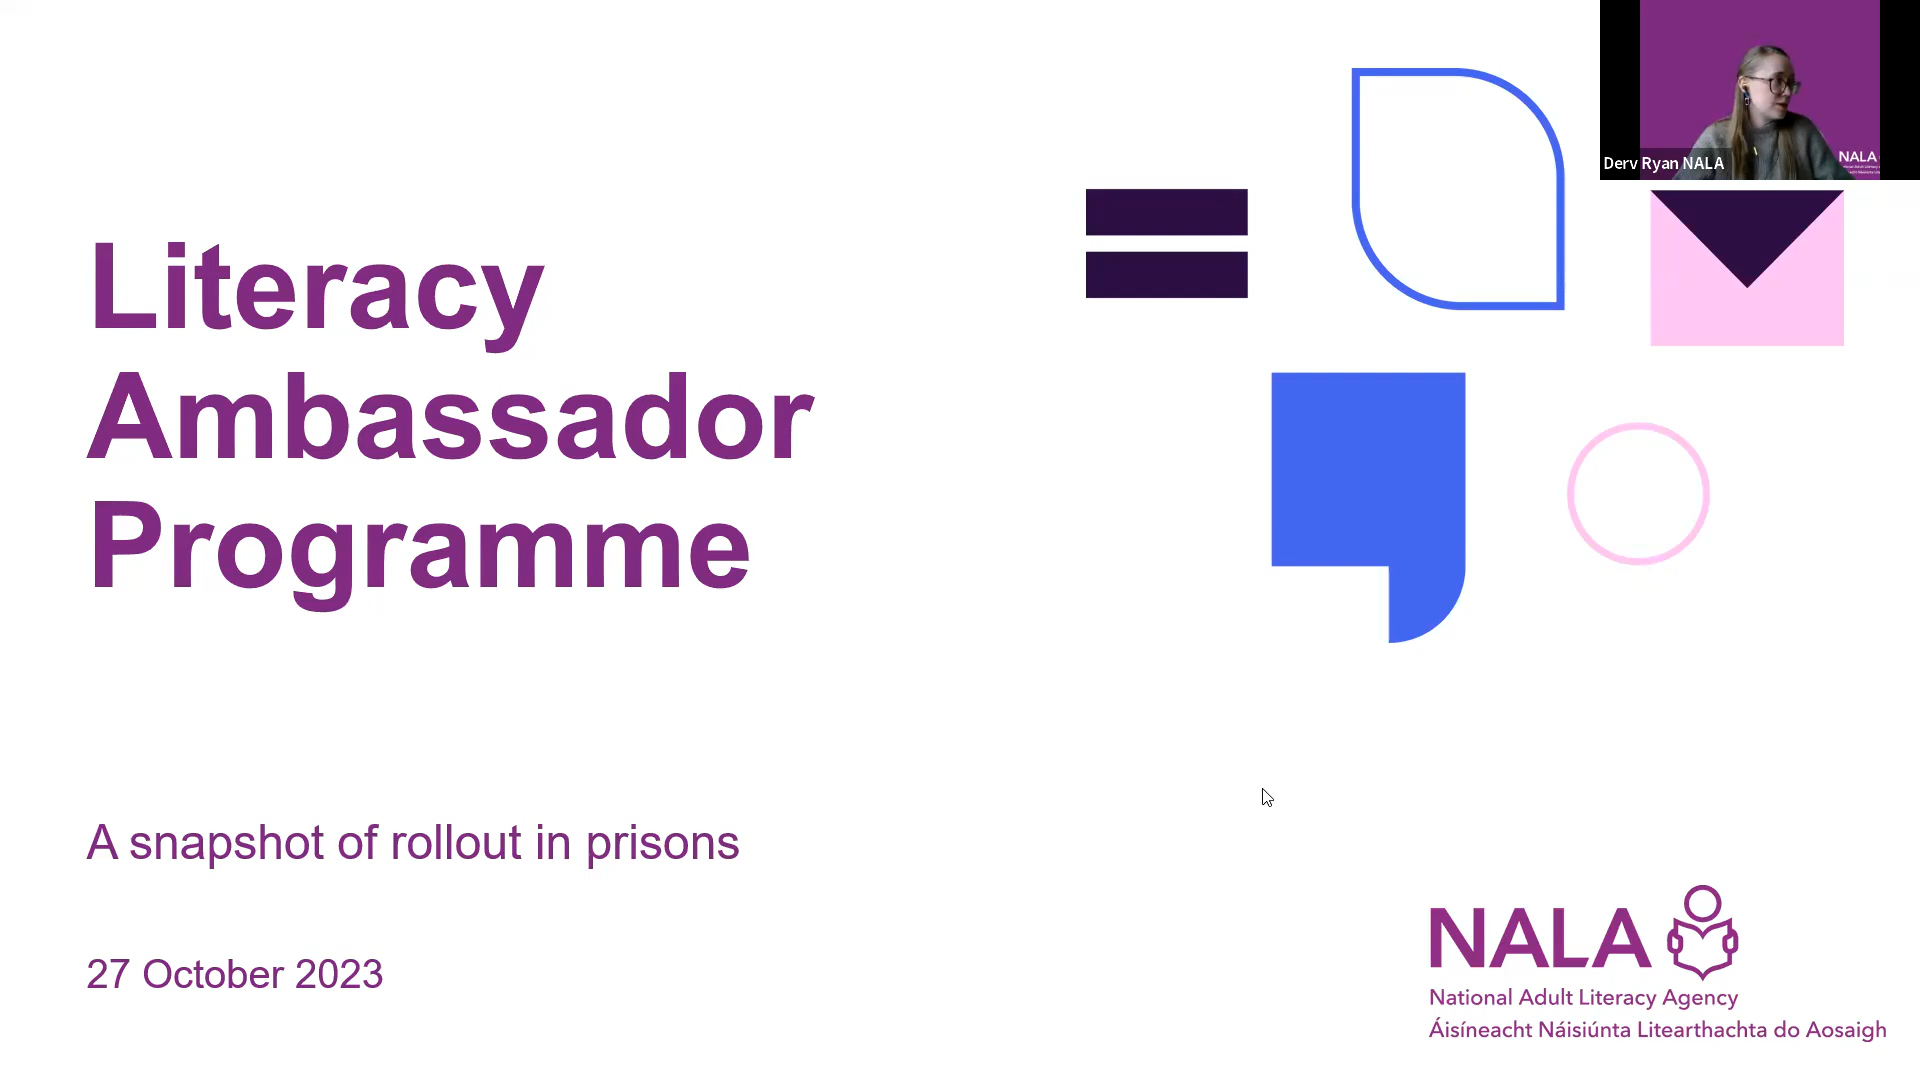 Derv Ryan NALA
NALA
Literacy
Ambassador
Programme
A snapshot of rollout in prisons
27 October 2023
NALA
National Adult Literacy Agency
Áisíneacht Náisiúnta Litearthachta do Aosaigh